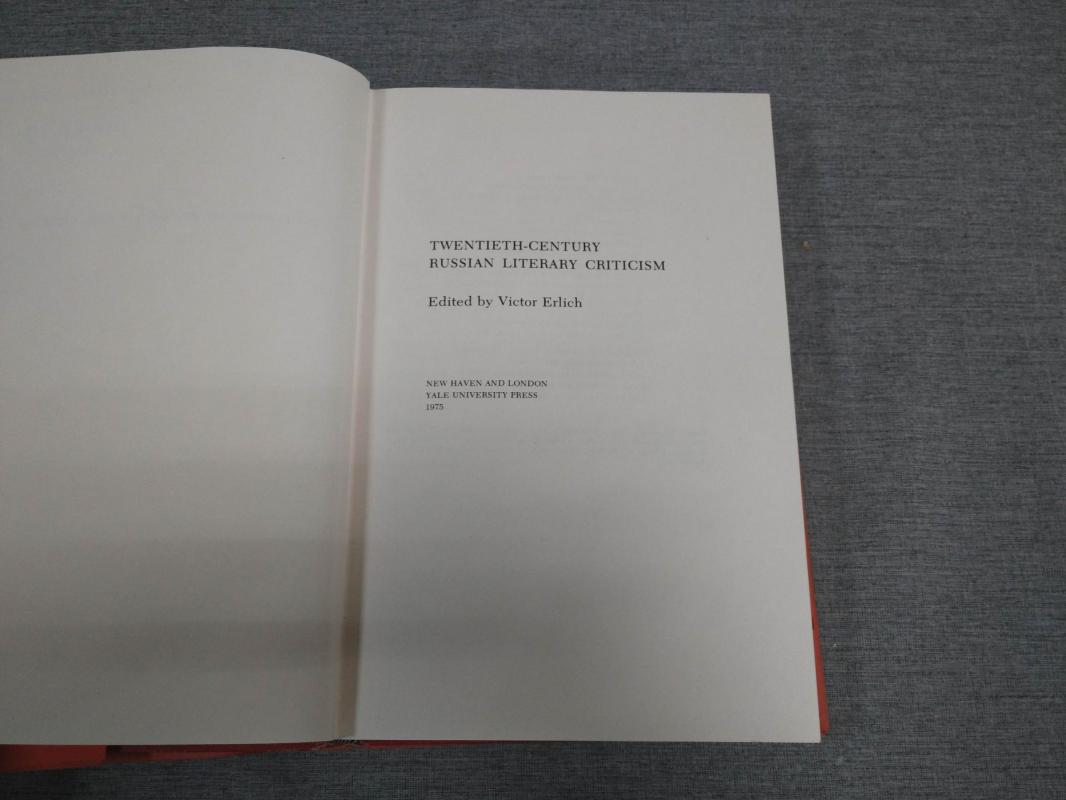 TWENTIETH-CENTURY
RUSSIAN LITERARY CRITICISM
Edited by Victor Erlich
NEW HAVEN AND LONDON
YALE UNIVERSITY PRESS
1975